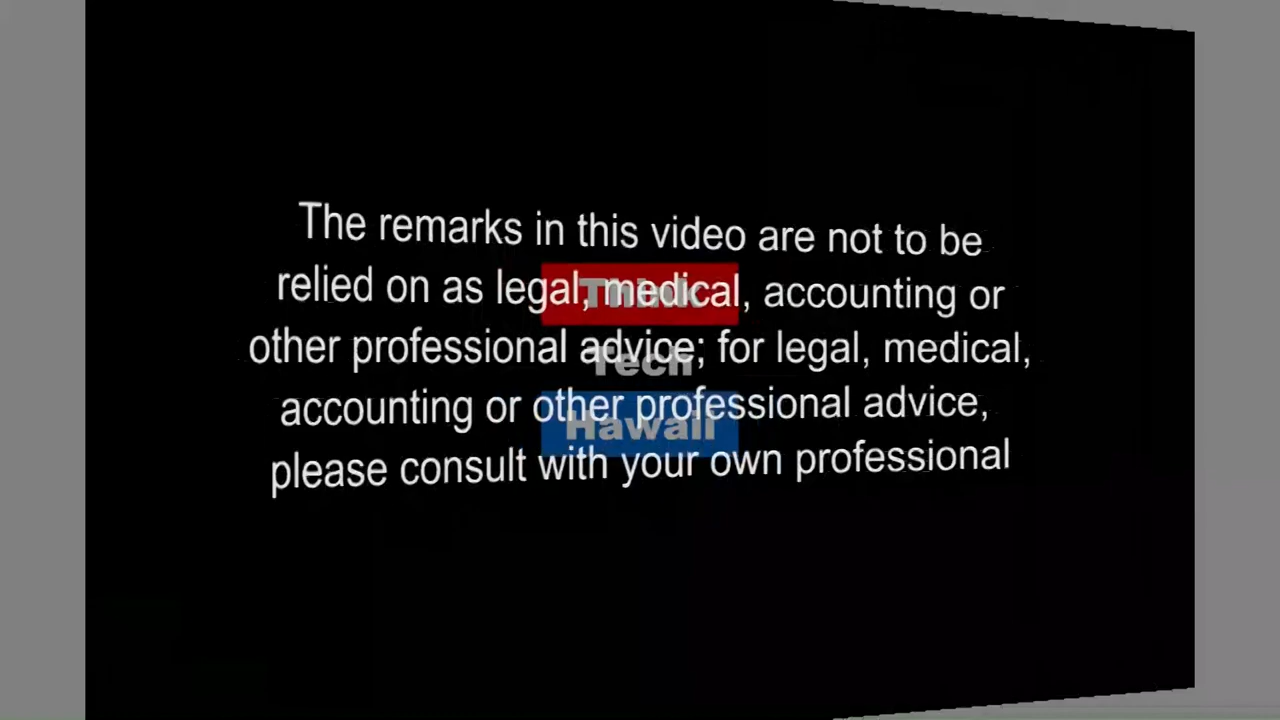 The remarks in this video are not to be
relied on as legal, medical, accounting or
other professional advice; for legal, medical,
accounting or other professional advice,
please consult with your own professional
Think
Tech
Hawaii